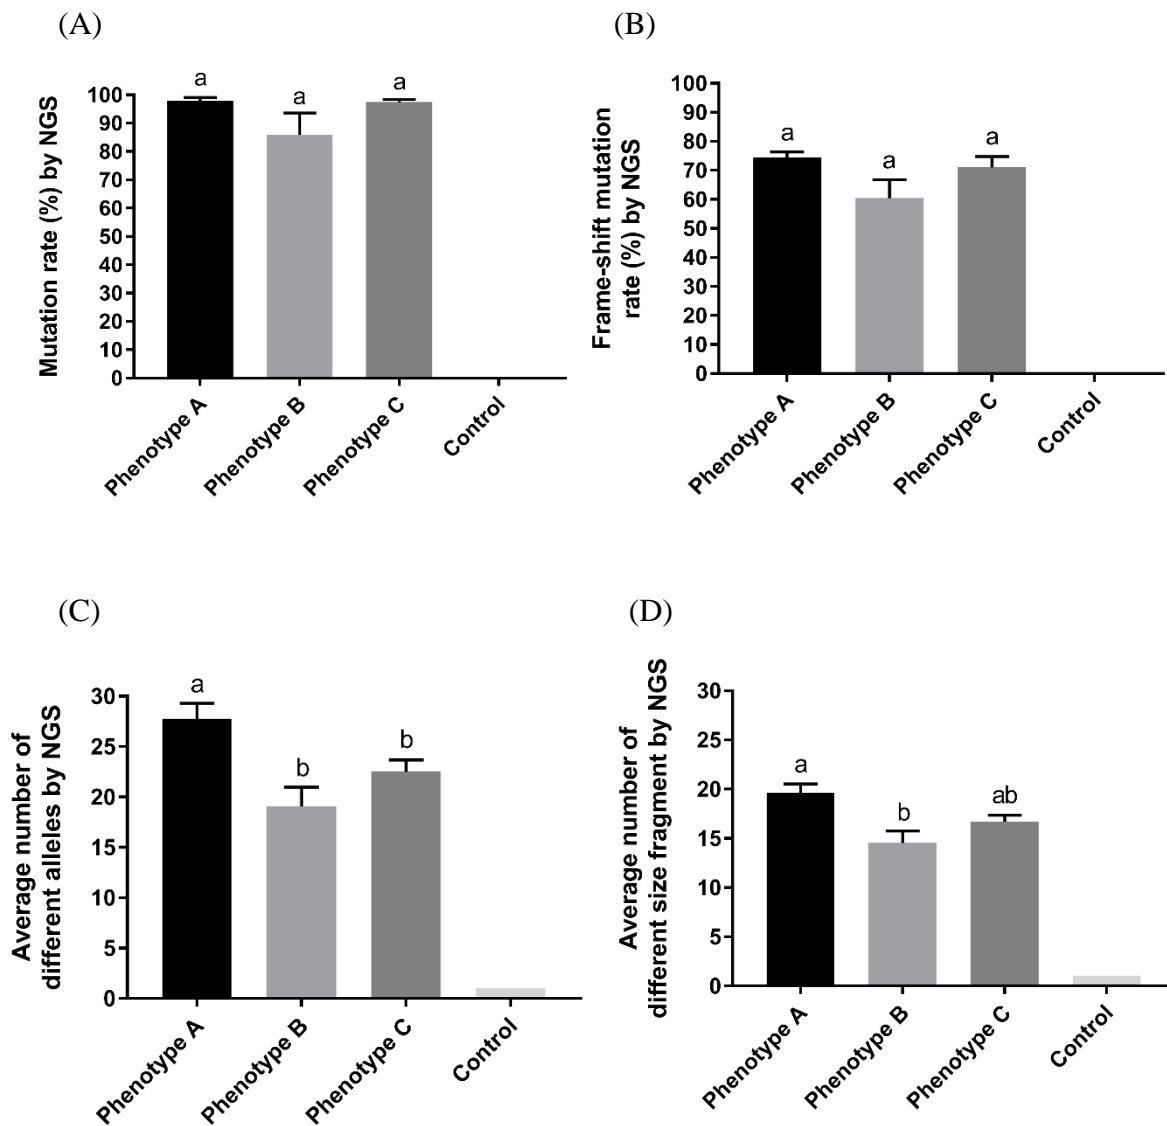 (A)
Mutation rate (%) by NGS
100
90
80
70
60
50
40
30
20
10
0
a
a
a
Phenotype A
Phenotype B
Phenotype C
Control
(B)
Frame-shift mutation
rate (%) by NGS
100
90
80
70
60
50
40
30
20
10
0
a
a
a
Phenotype A
Phenotype B
Phenotype C
Control
(C)
Average number of
different alleles by NGS
30
25
20
15
10
5
0
a
b
b
Phenotype A
Phenotype B
Phenotype C
Control
(D)
Average number of
different size fragment by NGS
30
25
20
15
10
5
0
a
b
ab
Phenotype A
Phenotype B
Phenotype C
Control